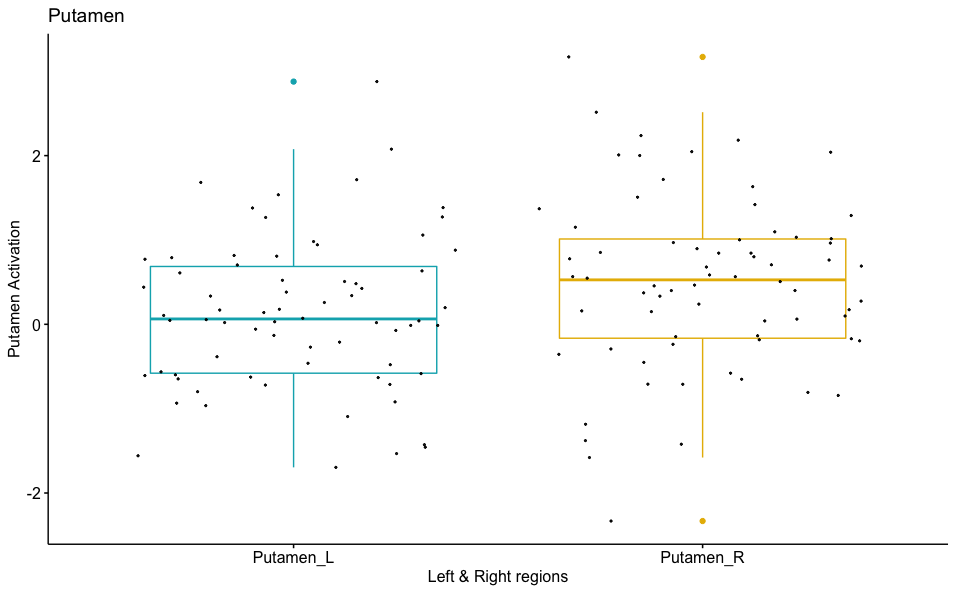 Putamen
Putamen Activation
2
0
-2
Putamen_L
Putamen_R
Left & Right regions